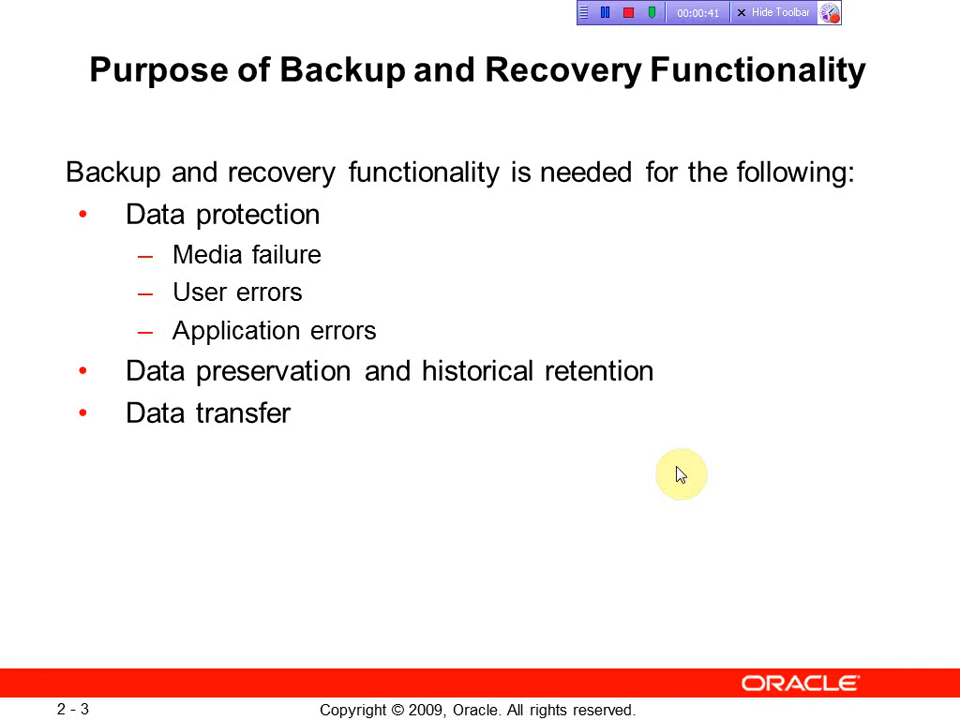 00:00:41 Hide Toolbar
Purpose of Backup and Recovery Functionality
Backup and recovery functionality is needed for the following:
• Data protection
– Media failure
– User errors
– Application errors
• Data preservation and historical retention
• Data transfer
ORACLE
2 - 3 Copyright © 2009, Oracle. All rights reserved.